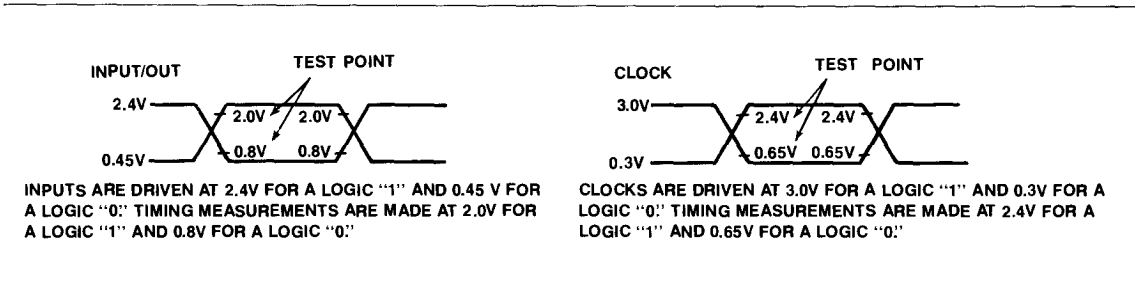 INPUT/OUT
TEST POINT
2.4V
2.0V 2.0V
0.8V 0.8V
0.45V
INPUTS ARE DRIVEN AT 2.4V FOR A LOGIC “1” AND 0.45 V FOR
A LOGIC “0.” TIMING MEASUREMENTS ARE MADE AT 2.0V FOR
A LOGIC “1” AND 0.8V FOR A LOGIC “0.”
CLOCK
TEST POINT
3.0V
2.4V 2.4V
0.65V 0.65V
0.3V
CLOCKS ARE DRIVEN AT 3.0V FOR A LOGIC “1” AND 0.3V FOR A
LOGIC “0.” TIMING MEASUREMENTS ARE MADE AT 2.4V FOR A
LOGIC “1” AND 0.65V FOR A LOGIC “0.”